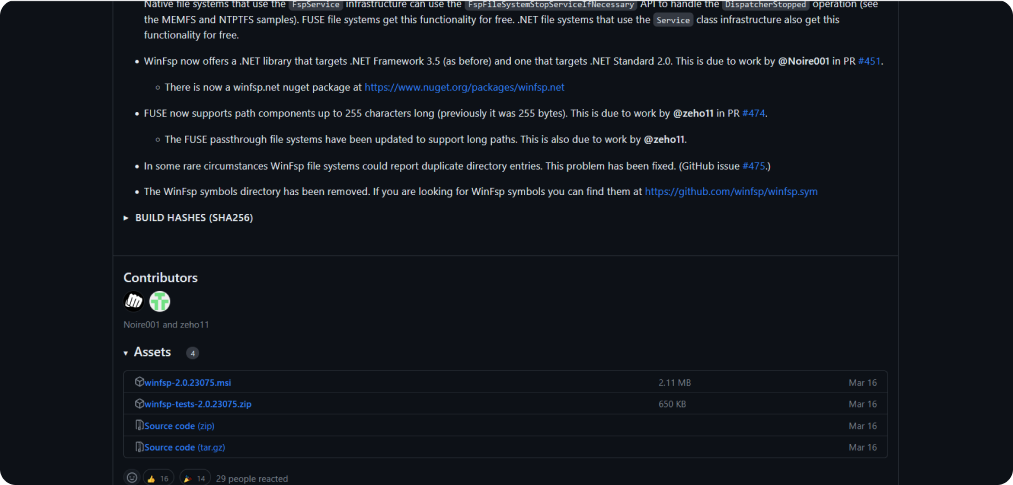 Native file systems that use the FspService infrastructure can use the FspFileSystemStopServiceIfNecessary API to handle the DispatcherStopped operation (see
the MEMFS and NTPTFS samples). FUSE file systems get this functionality for free. .NET file systems that use the Service class infrastructure also get this
functionality for free.
• WinFsp now offers a .NET library that targets .NET Framework 3.5 (as before) and one that targets .NET Standard 2.0. This is due to work by @Noire001 in PR #451.
◦ There is now a winfsp.net nuget package at https://www.nuget.org/packages/winfsp.net
• FUSE now supports path components up to 255 characters long (previously it was 255 bytes). This is due to work by @zeho11 in PR #474.
◦ The FUSE passthrough file systems have been updated to support long paths. This is also due to work by @zeho11.
• In some rare circumstances WinFsp file systems could report duplicate directory entries. This problem has been fixed. (GitHub issue #475.)
• The WinFsp symbols directory has been removed. If you are looking for WinFsp symbols you can find them at https://github.com/winfsp/winfsp.sym
▸ BUILD HASHES (SHA256)
Contributors
Noire001 and zeho11
▾ Assets 4
winfsp-2.0.23075.msi 2.11 MB Mar 16
winfsp-tests-2.0.23075.zip 650 KB Mar 16
Source code (zip) Mar 16
Source code (tar.gz) Mar 16
👍 16 🎉 14 29 people reacted